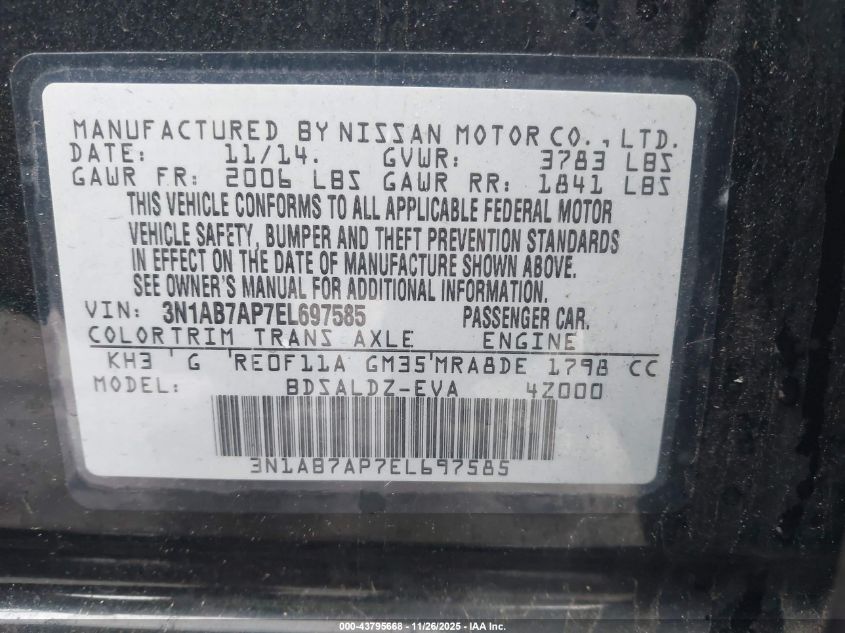 MANUFACTURED BY NISSAN MOTOR CO., LTD.
DATE: 11/14. GVWR: 3783 LBS
GAWR FR: 2006 LBS GAWR RR: 1841 LBS
THIS VEHICLE CONFORMS TO ALL APPLICABLE FEDERAL MOTOR
VEHICLE SAFETY, BUMPER AND THEFT PREVENTION STANDARDS
IN EFFECT ON THE DATE OF MANUFACTURE SHOWN ABOVE.
SEE OWNER'S MANUAL FOR ADDITIONAL INFORMATION.
VIN: 3N1AB7AP7EL697585 PASSENGER CAR.
COLOR TRIM TRANS AXLE ENGINE
KH3 ' G 'RE0F11A GM35'MRA8DE 1798 CC
MODEL: BDSALDZ-EVA 4Z000
3N1AB7AP7EL697585
000-43795668 - 11/26/2025 - IAA Inc.